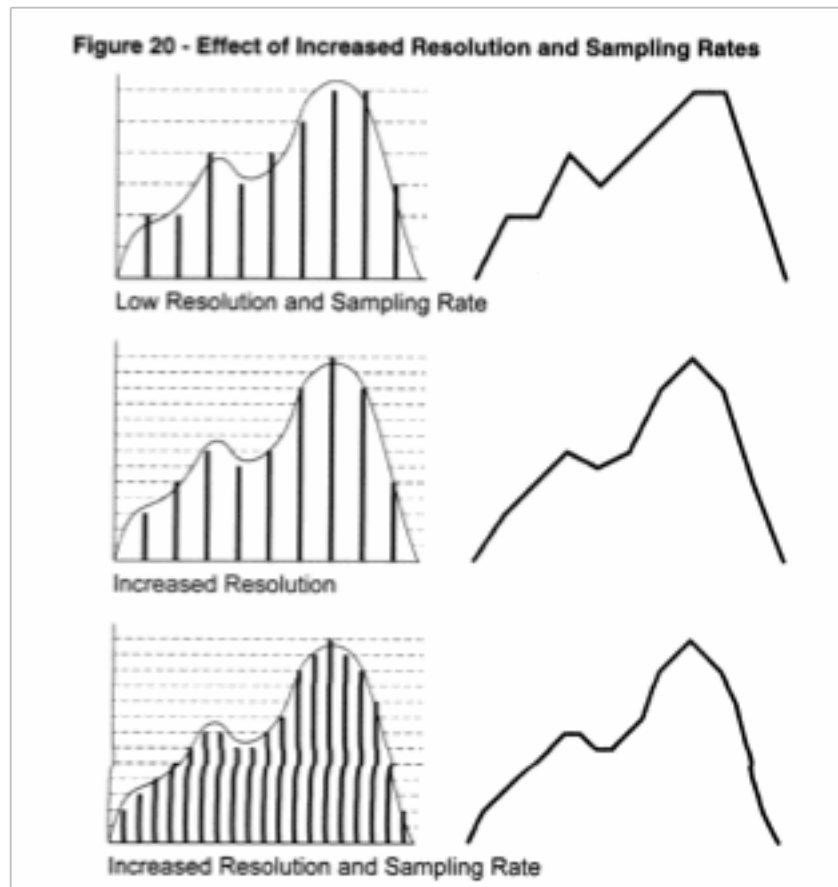 Figure 20 - Effect of Increased Resolution and Sampling Rates
Low Resolution and Sampling Rate
Increased Resolution
Increased Resolution and Sampling Rate